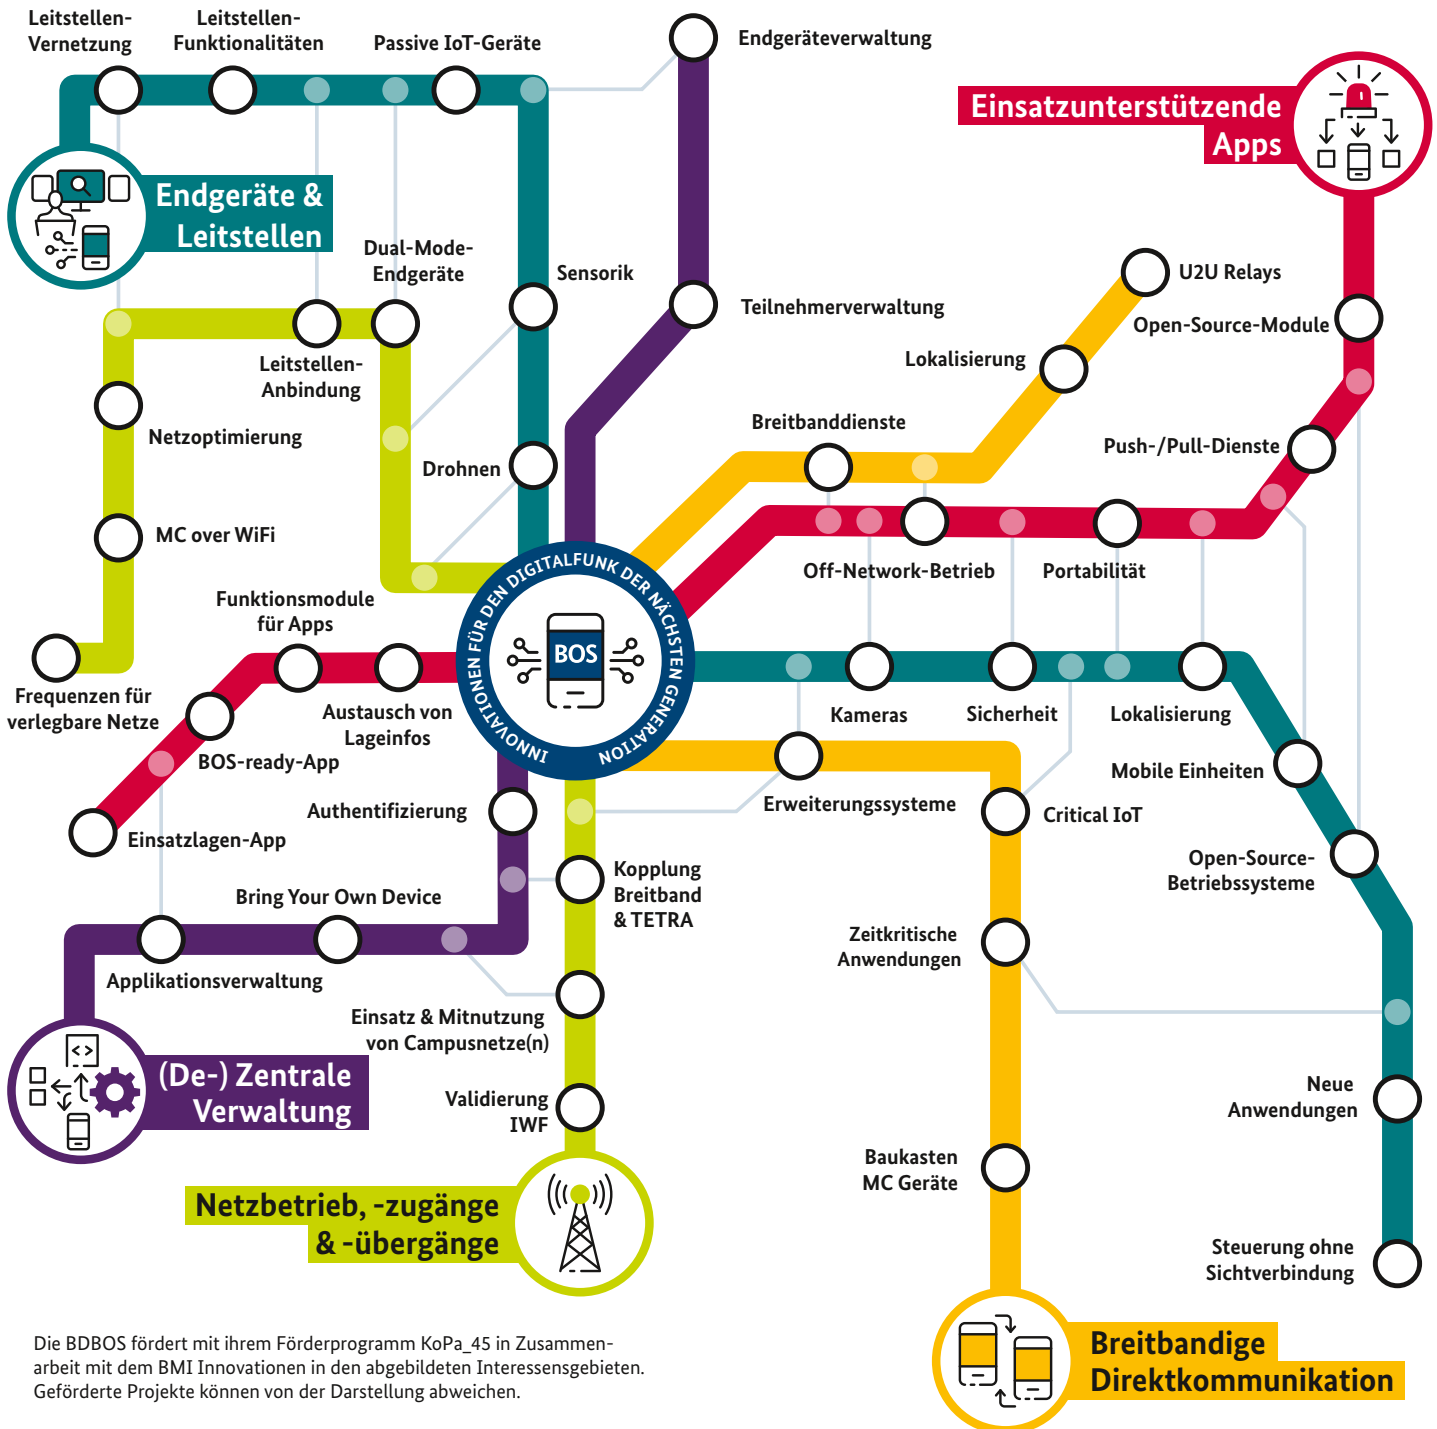 Leitstellen-
Vernetzung
Leitstellen-
Funktionalitäten
Passive IoT-Geräte
Endgeräteverwaltung
Einsatzunterstützende
Apps
Endgeräte &
Leitstellen
Dual-Mode-
Endgeräte
Sensorik
U2U Relays
Teilnehmerverwaltung
Open-Source-Module
Leitstellen-
Anbindung
Lokalisierung
Breitbanddienste
Netzoptimierung
Push-/Pull-Dienste
Drohnen
MC over WiFi
Off-Network-Betrieb
Portabilität
Funktionsmodule
für Apps
INNOVATIONEN FÜR DEN DIGITALFUNK DER NÄCHSTEN GENERATION
BOS
Frequenzen für
verlegbare Netze
Austausch von
Lageinfos
Kameras
Sicherheit
Lokalisierung
BOS-ready-App
Mobile Einheiten
Authentifizierung
Erweiterungssysteme
Critical IoT
Einsatzlagen-App
Open-Source-
Betriebssysteme
Kopplung
Breitband
& TETRA
Bring Your Own Device
Zeitkritische
Anwendungen
Applikationsverwaltung
Einsatz & Mitnutzung
von Campusnetze(n)
(De-) Zentrale
Verwaltung
Validierung
IWF
Neue
Anwendungen
Baukasten
MC Geräte
Netzbetrieb, -zugänge
& -übergänge
Steuerung ohne
Sichtverbindung
Breitbandige
Direktkommunikation
Die BDBOS fördert mit ihrem Förderprogramm KoPa_45 in Zusammen-
arbeit mit dem BMI Innovationen in den abgebildeten Interessensgebieten.
Geförderte Projekte können von der Darstellung abweichen.